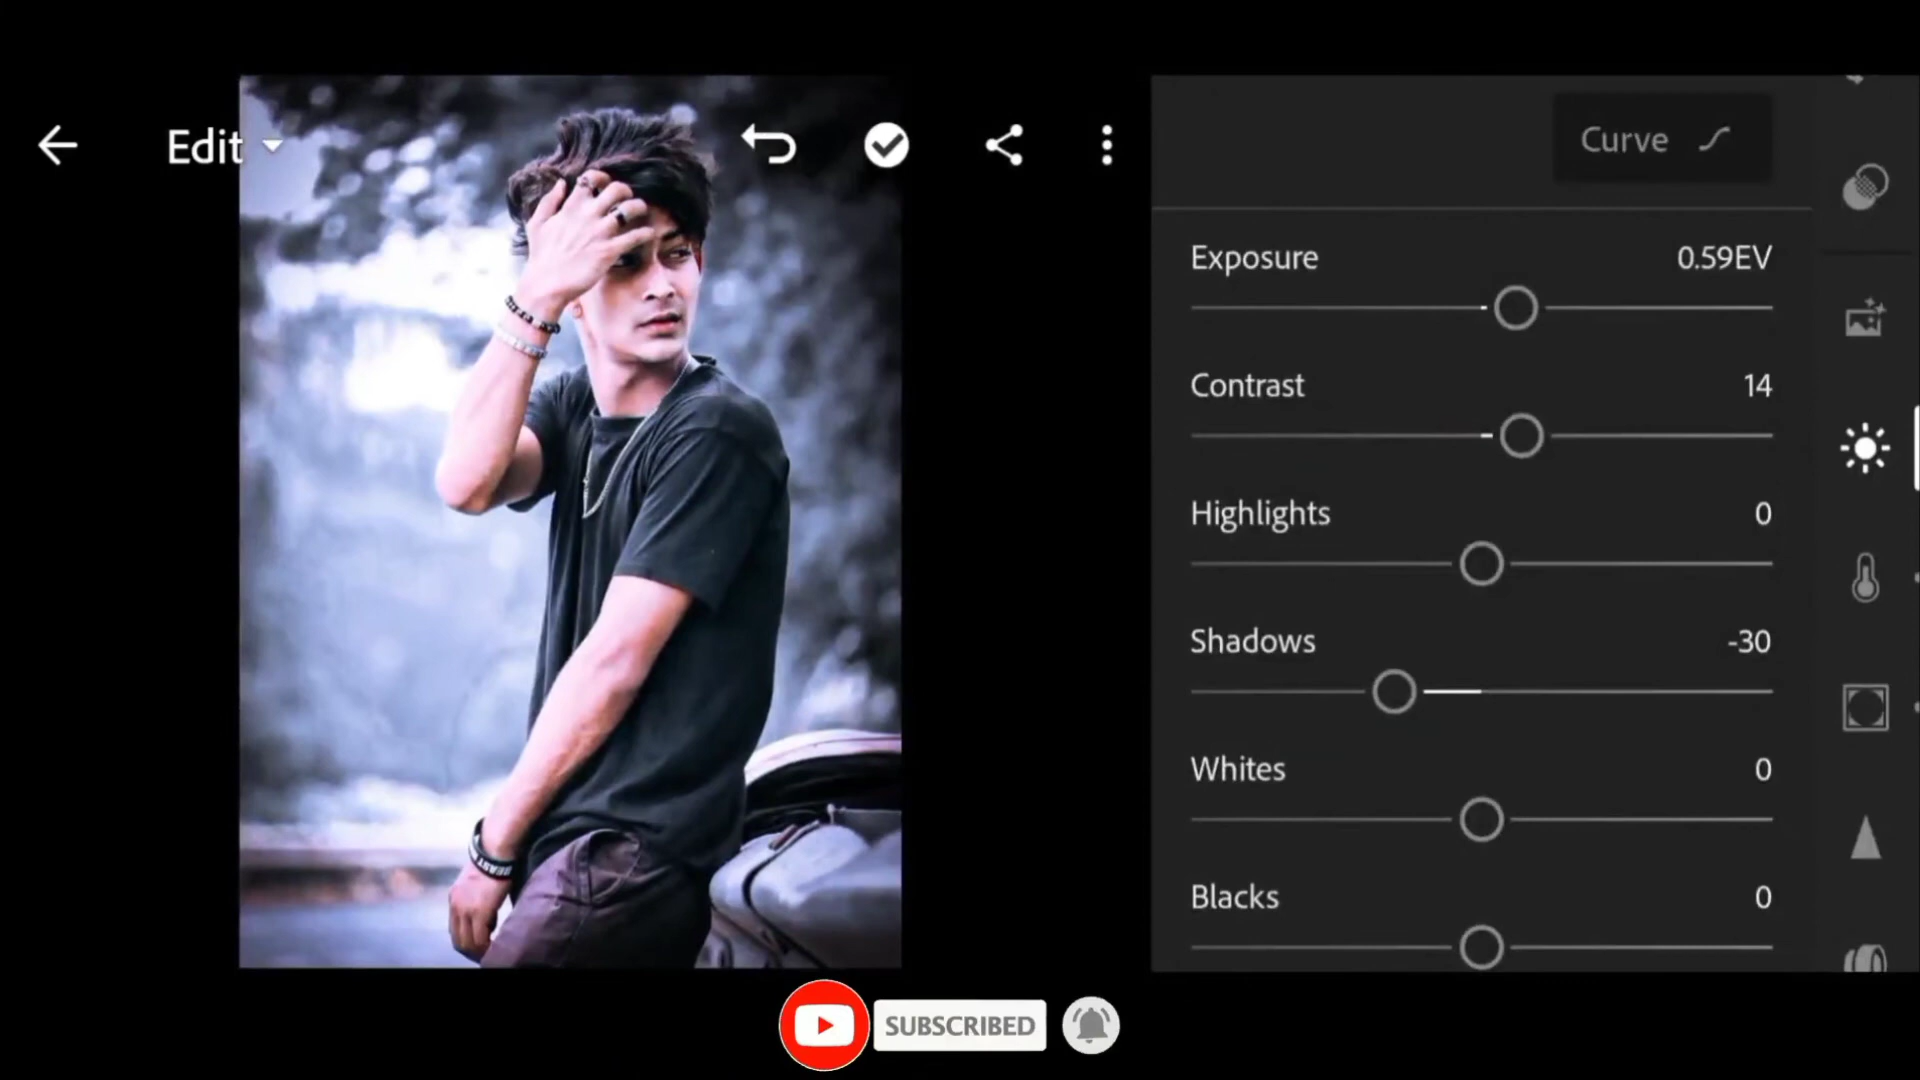 Edit
Curve
Exposure 0.59EV
Contrast 14
Highlights 0
Shadows -30
Whites 0
Blacks 0
SUBSCRIBED